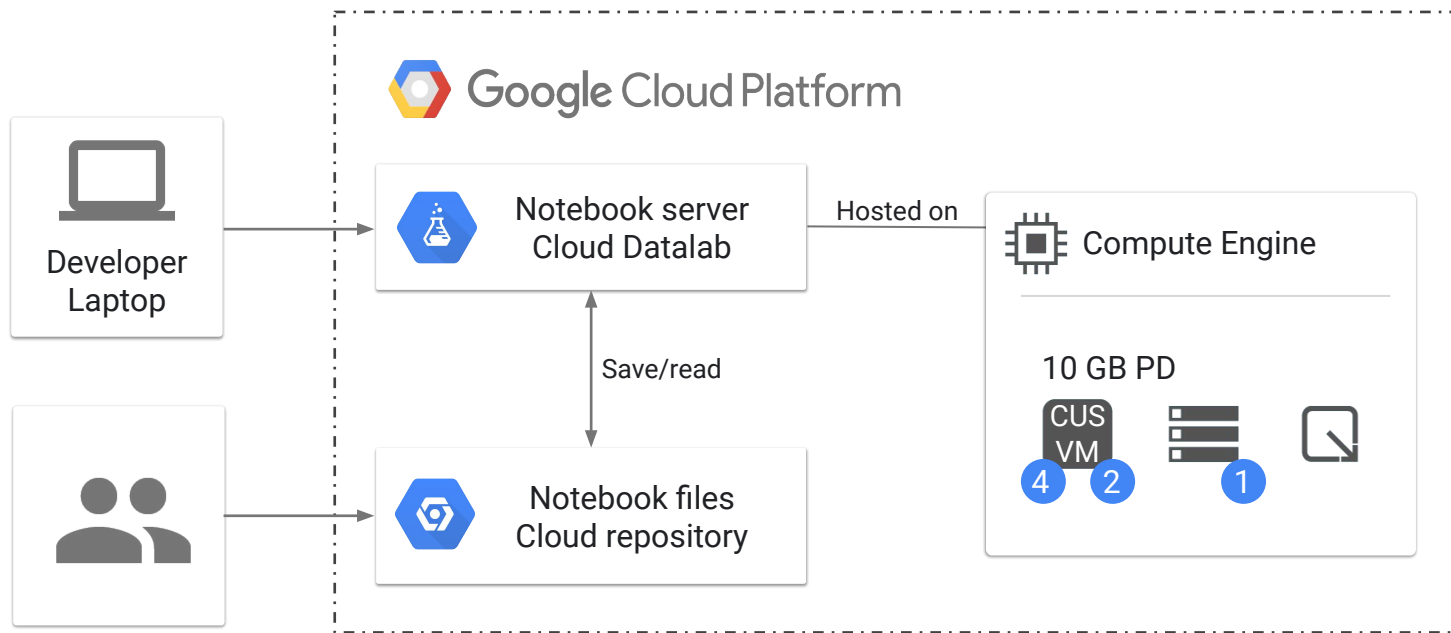 Google Cloud Platform
Developer
Laptop
Notebook server
Cloud Datalab
Hosted on
Compute Engine
Save/read
10 GB PD
CUS
VM
4
2
1
Notebook files
Cloud repository